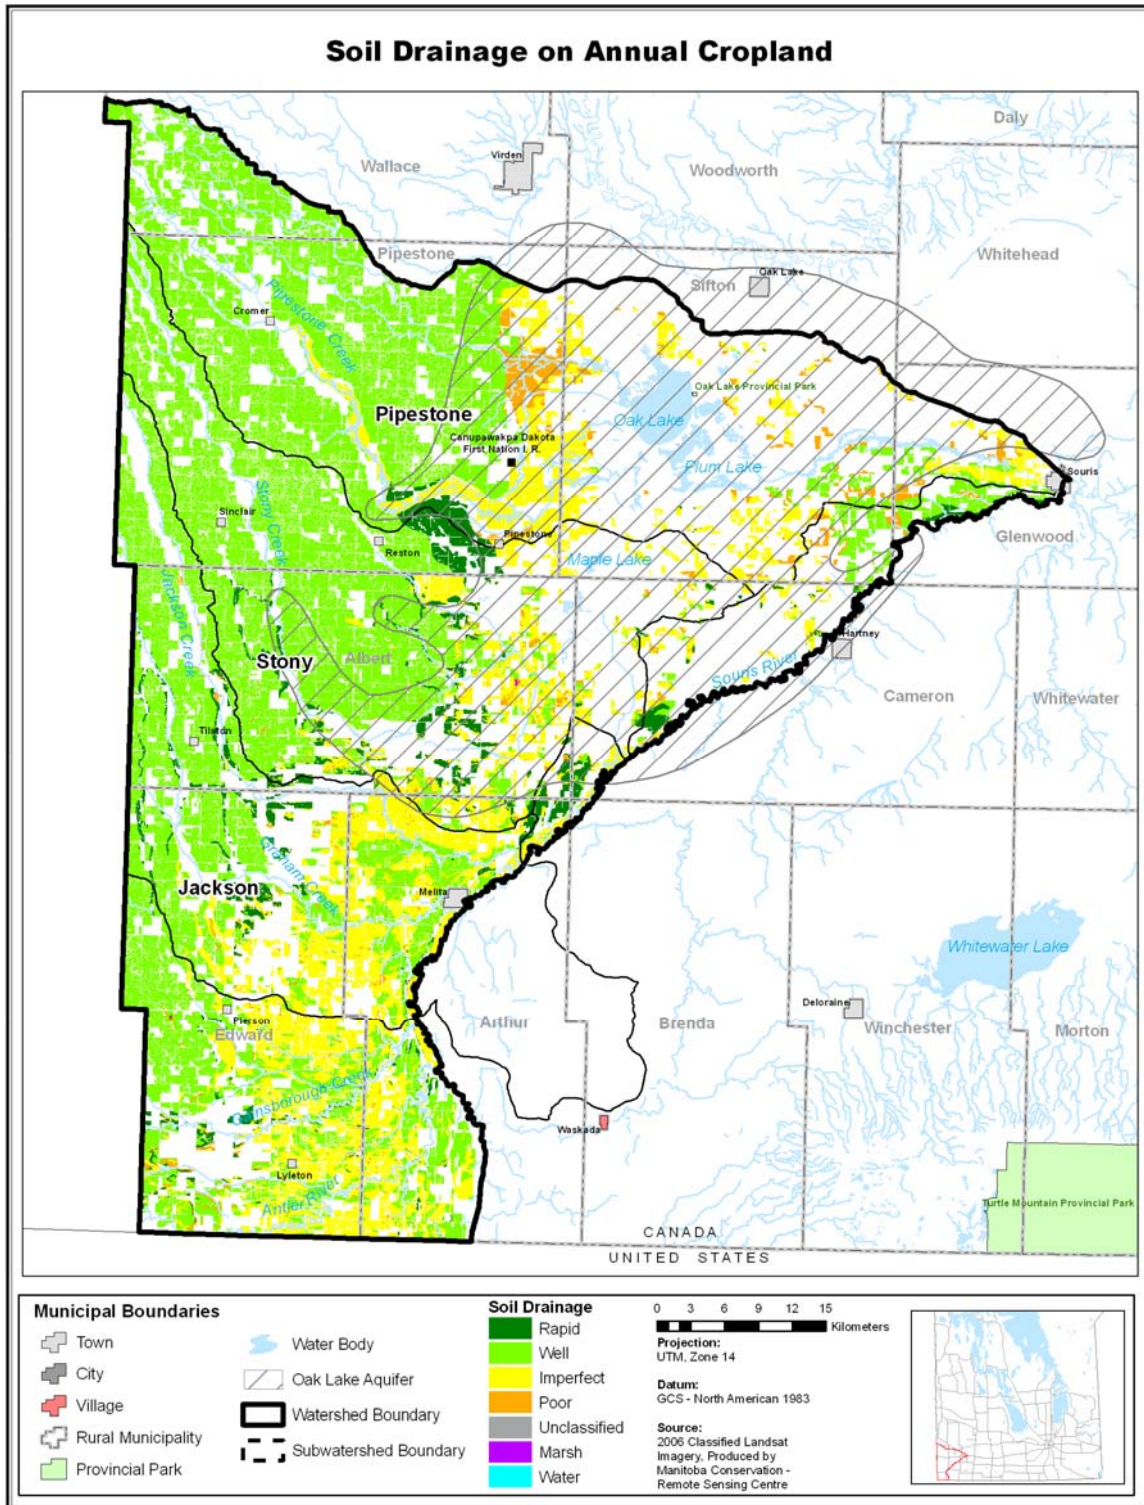 Soil Drainage on Annual Cropland
Daly
Wallace
Virden
Woodworth
Whitehead
Pipestone
Sifton
Oak Lake
Cromer
Pipestone Creek
Oak Lake Provincial Park
Pipestone
Oak Lake
Canupawakpa Dakota
First Nation I. R.
Plum Lake
Souris
Stony Creek
Sinclair
Glenwood
Pipestone
Reston
Maple Lake
Jackson Creek
Hartney
Stony
Albert
Souris River
Cameron
Whitewater
Tilston
Graham Creek
Jackson
Melita
Whitewater Lake
Deloraine
Pierson
Edward
Arthur
Brenda
Winchester
Morton
Gainsborough Creek
Waskada
Lyleton
Antler River
Turtle Mountain Provincial Park
CANADA
UNITED STATES
Municipal Boundaries
Town
City
Village
Rural Municipality
Provincial Park
Water Body
Oak Lake Aquifer
Watershed Boundary
Subwatershed Boundary
Soil Drainage
Rapid
Well
Imperfect
Poor
Unclassified
Marsh
Water
0 3 6 9 12 15
Kilometers
Projection:
UTM, Zone 14
Datum:
GCS - North American 1983
Source:
2006 Classified Landsat
Imagery, Produced by
Manitoba Conservation -
Remote Sensing Centre